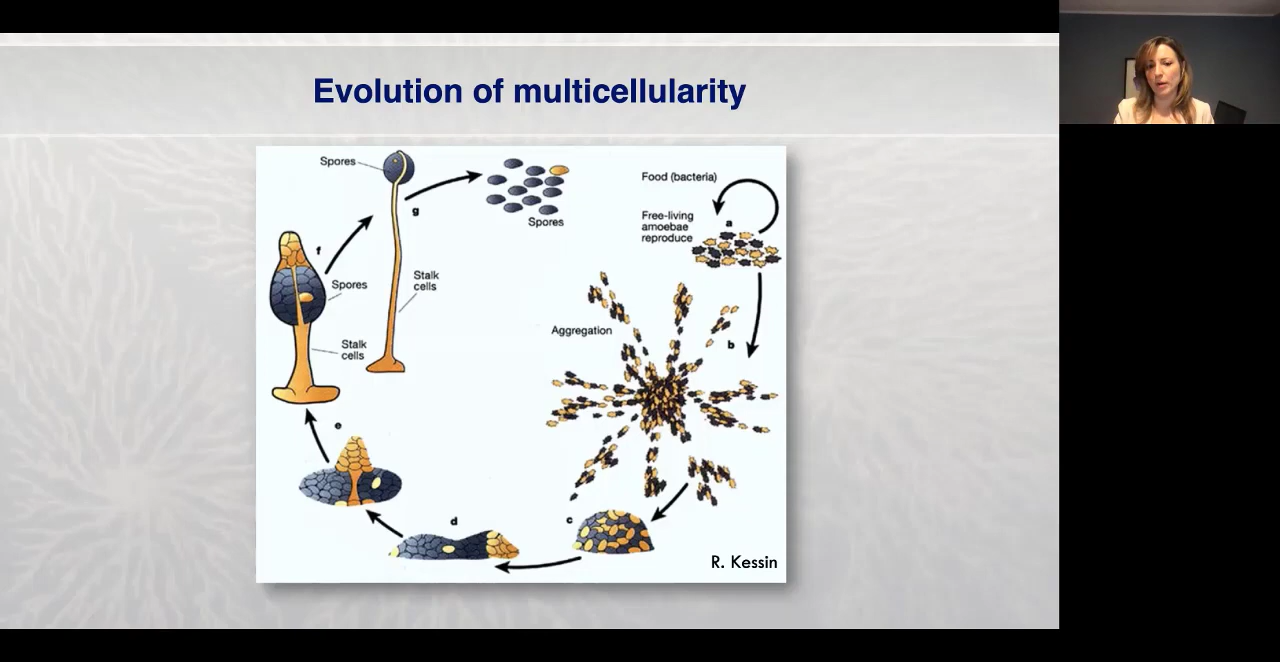 Evolution of multicellularity
Spores
g
Spores
Food (bacteria)
Free-living
amoebae
reproduce
a
f
Spores
Stalk
cells
Stalk
cells
Aggregation
b
e
d
c
R. Kessin